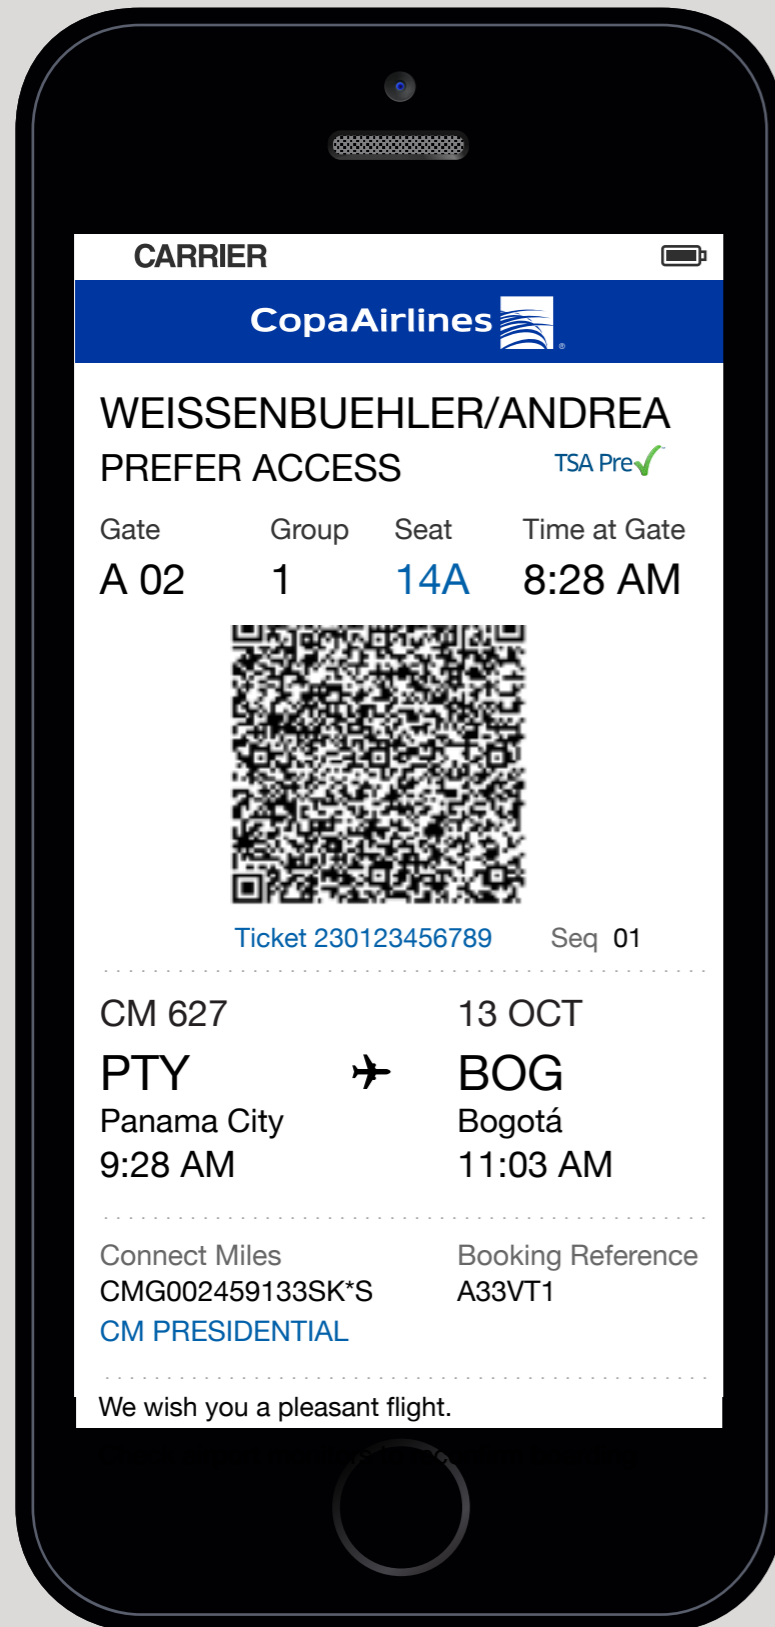 CARRIER
CopaAirlines
WEISSENBUEHLER/ANDREA
PREFER ACCESS TSA Pre
Gate Group Seat Time at Gate
A 02 1 14A 8:28 AM
Ticket 230123456789 Seq 01
CM 627 13 OCT
PTY BOG
Panama City Bogotá
9:28 AM 11:03 AM
Connect Miles Booking Reference
CMG002459133SK*S A33VT1
CM PRESIDENTIAL
We wish you a pleasant flight.